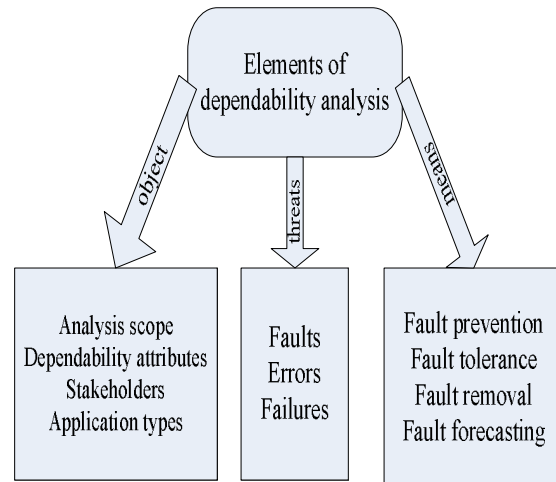 Elements of
dependability analysis
object
threats
means
Analysis scope
Dependability attributes
Stakeholders
Application types
Faults
Errors
Failures
Fault prevention
Fault tolerance
Fault removal
Fault forecasting